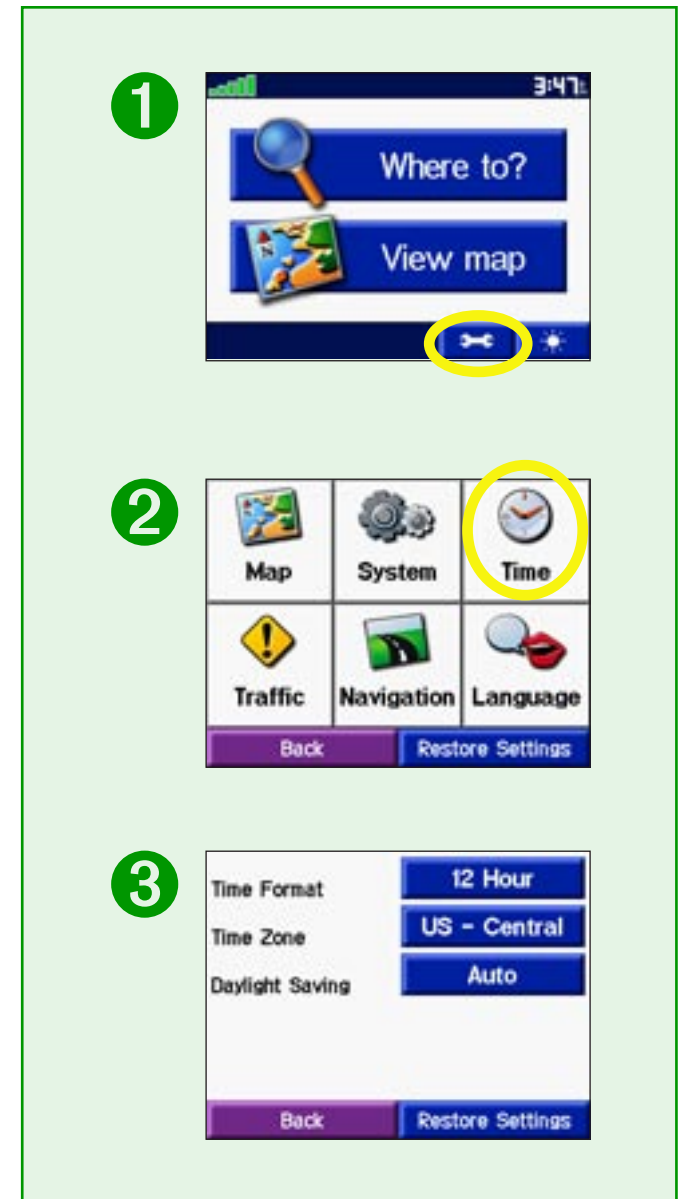 1
3:47
Where to?
N
View map
2
Map System Time
Traffic Navigation Language
Back Restore Settings
3
Time Format 12 Hour
Time Zone US - Central
Daylight Saving Auto
Back Restore Settings